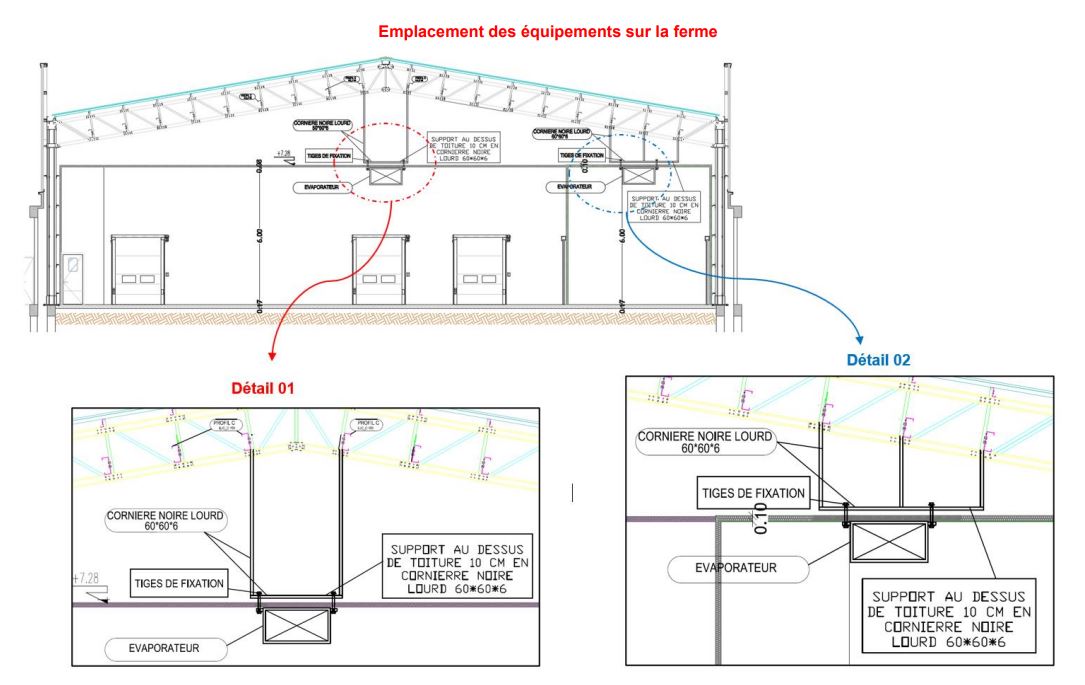 Emplacement des équipements sur la ferme
CORNIERE NOIRE LOURD
60*60*6
SUPPORT AU DESSUS
DE TOITURE 10 CM EN
CORNIERRE NOIRE
LOURD 60*60*6
+7.28
TIGES DE FIXATION
EVAPORATEUR
CORNIERE NOIRE LOURD
60*60*6
TIGES DE FIXATION
0.10
EVAPORATEUR
SUPPORT AU DESSUS
DE TOITURE 10 CM EN
CORNIERRE NOIRE
LOURD 60*60*6
6.00
6.00
0.17
0.17
Détail 01
Détail 02
PROFIL C
PROFIL C
CORNIERE NOIRE LOURD
60*60*6
SUPPORT AU DESSUS
DE TOITURE 10 CM EN
CORNIERRE NOIRE
LOURD 60*60*6
+7.28
TIGES DE FIXATION
EVAPORATEUR
CORNIERE NOIRE LOURD
60*60*6
TIGES DE FIXATION
0.10
EVAPORATEUR
SUPPORT AU DESSUS
DE TOITURE 10 CM EN
CORNIERRE NOIRE
LOURD 60*60*6